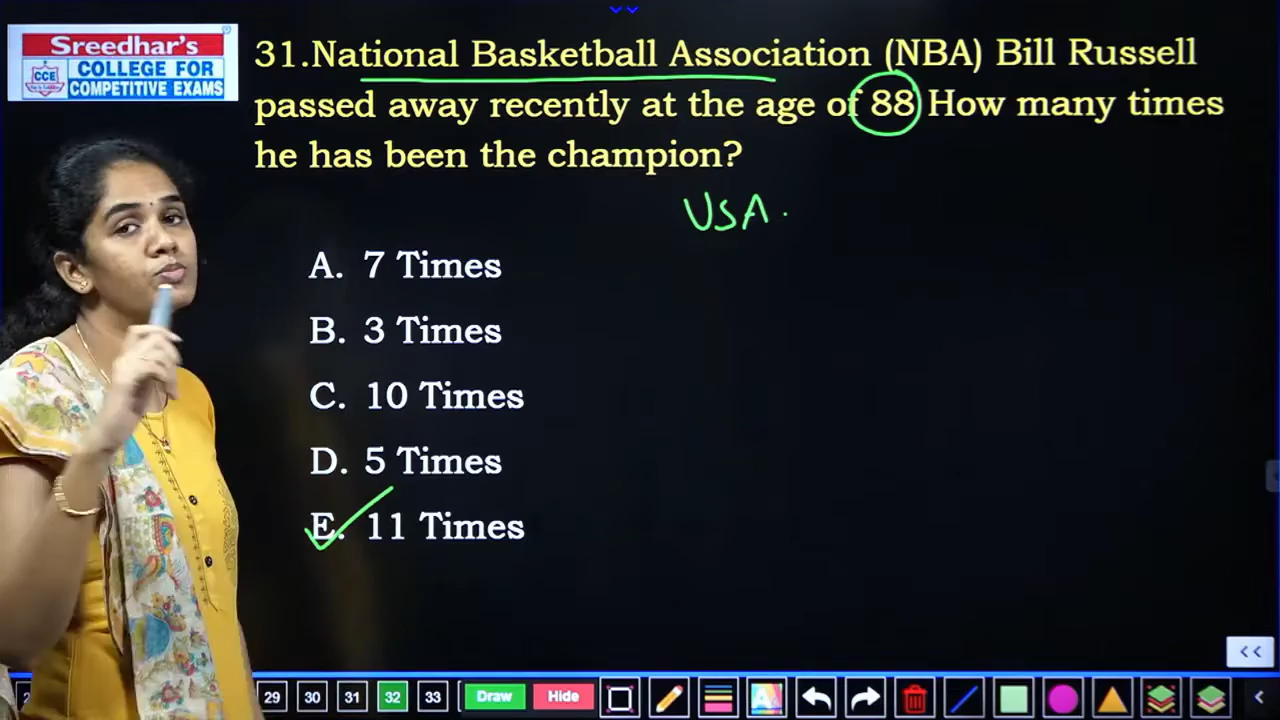 Sreedhar's
CCE
COLLEGE FOR
COMPETITIVE EXAMS
31.National Basketball Association (NBA) Bill Russell
passed away recently at the age of 88 How many times
he has been the champion?
USA.
A. 7 Times
B. 3 Times
C. 10 Times
D. 5 Times
E. 11 Times
29 30 31 32 33 Draw Hide